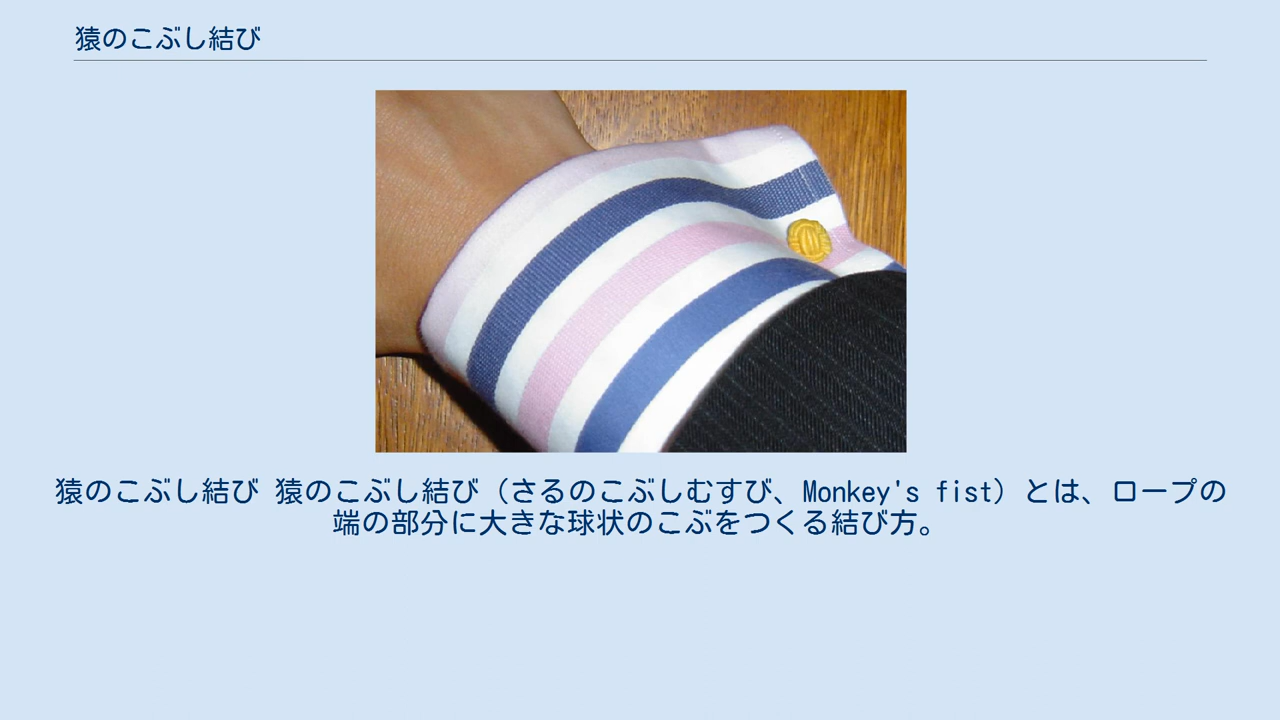 猿のこぶし結び
猿のこぶし結び 猿のこぶし結び（さるのこぶしむすび、Monkey's fist）とは、ロープの
端の部分に大きな球状のこぶをつくる結び方。